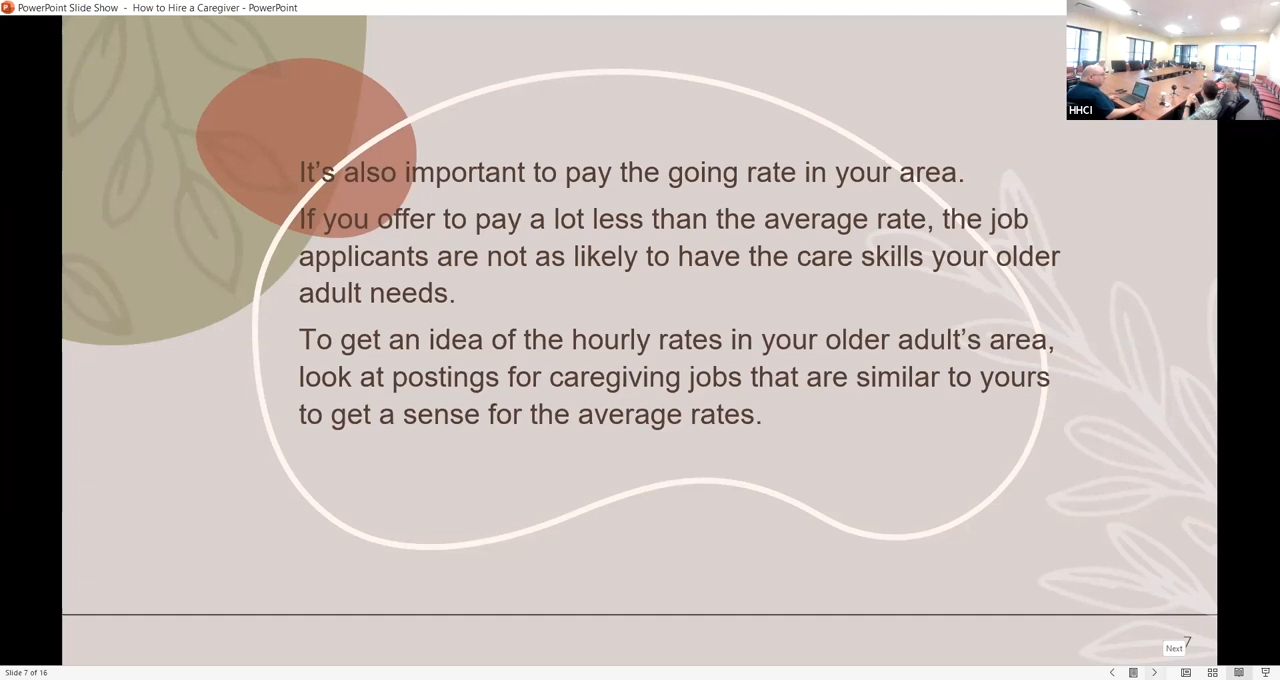 PowerPoint Slide Show - How to Hire a Caregiver - PowerPoint
HHCI
It's also important to pay the going rate in your area.
If you offer to pay a lot less than the average rate, the job
applicants are not as likely to have the care skills your older
adult needs.
To get an idea of the hourly rates in your older adult's area,
look at postings for caregiving jobs that are similar to yours
to get a sense for the average rates.
7
Next
Slide 7 of 16